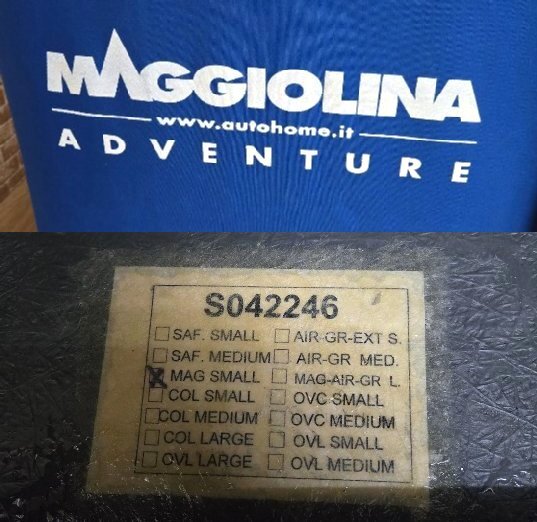 MAGGIOLINA
www.autohome.it
ADVENTURE
S042246
SAF. SMALL AIR-GR-EXT S.
SAF. MEDIUM AIR-GR MED.
MAG SMALL MAG-AIR-GR L.
COL SMALL OVC SMALL
COL MEDIUM OVC MEDIUM
COL LARGE OVL SMALL
OVL LARGE OVL MEDIUM